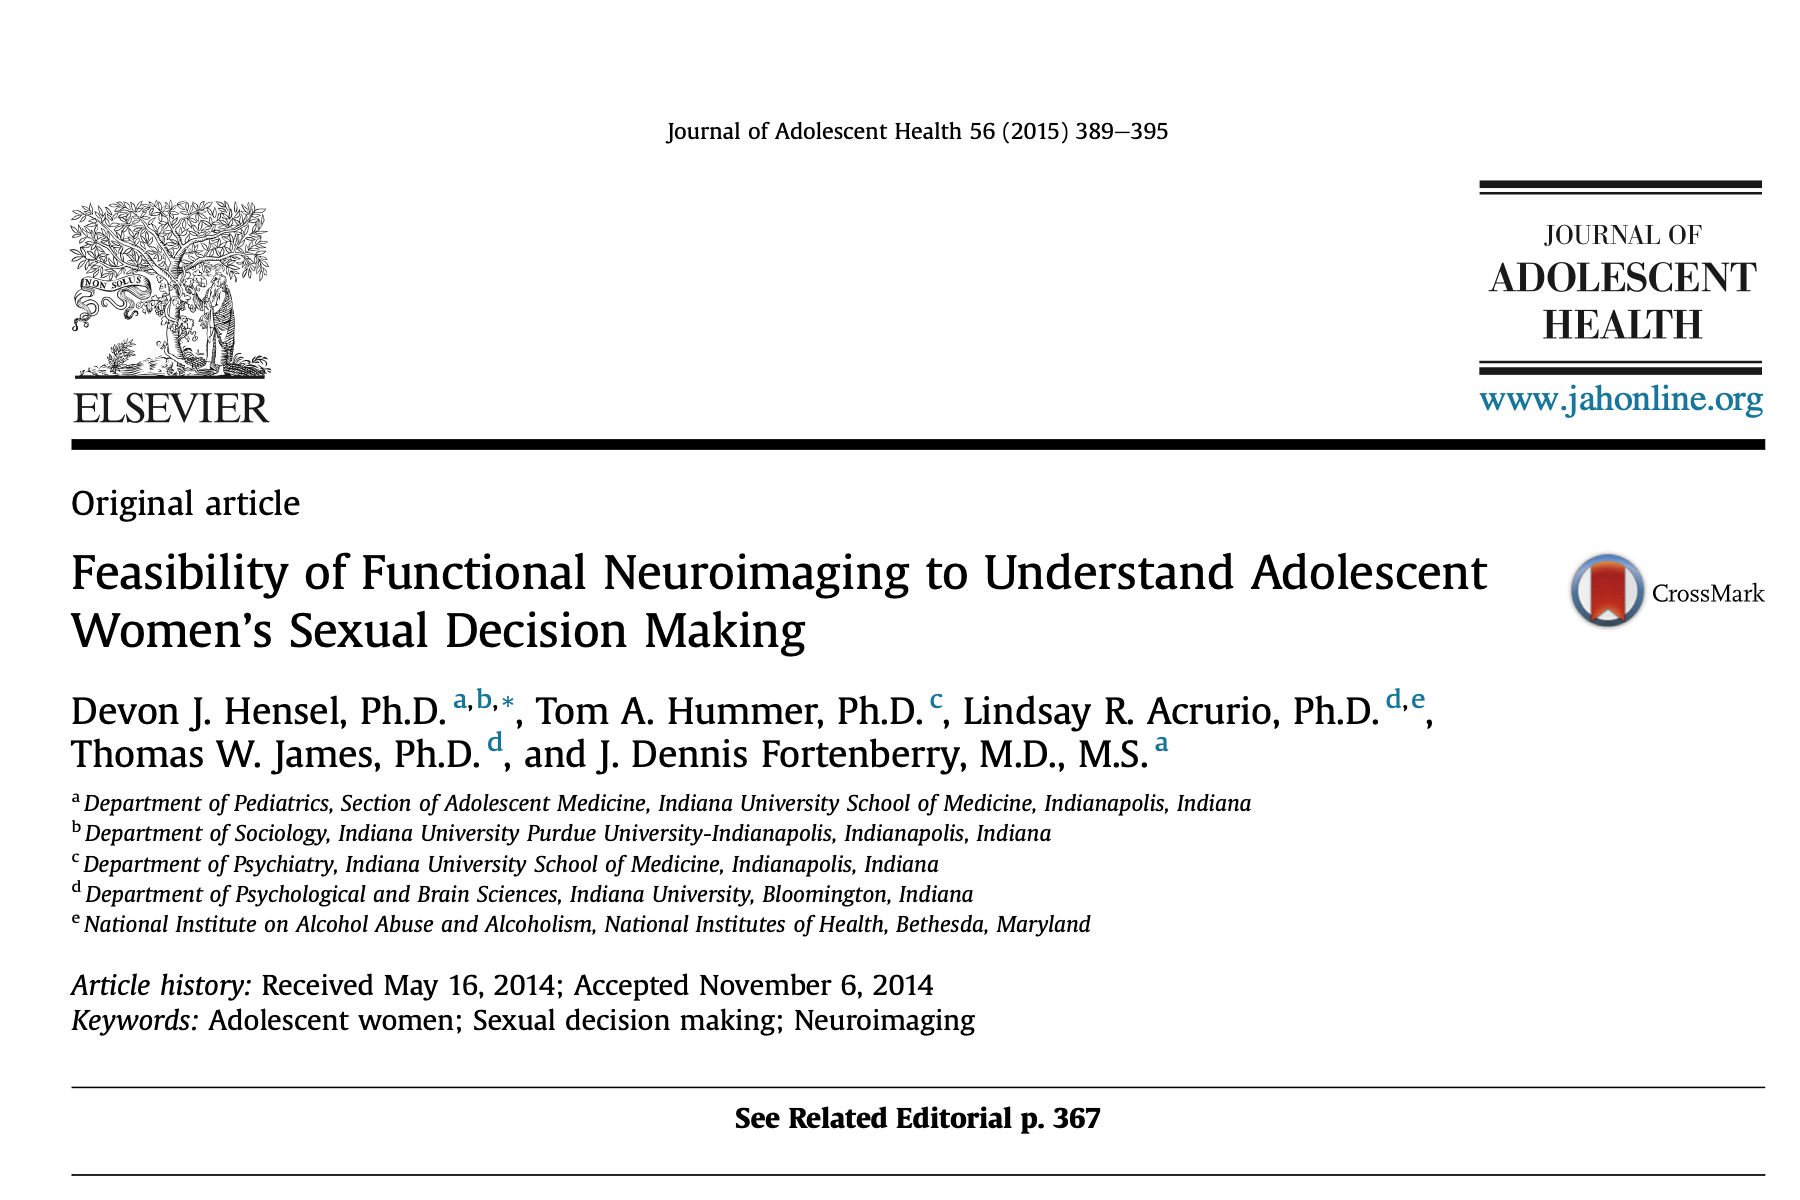 Journal of Adolescent Health 56 (2015) 389–395
NON SOLUS
ELSEVIER
JOURNAL OF
ADOLESCENT
HEALTH
www.jahonline.org
Original article
Feasibility of Functional Neuroimaging to Understand Adolescent
Women's Sexual Decision Making
CrossMark
Devon J. Hensel, Ph.D. a,b,*, Tom A. Hummer, Ph.D. c, Lindsay R. Acrurio, Ph.D. d,e,
Thomas W. James, Ph.D. d, and J. Dennis Fortenberry, M.D., M.S. a
a Department of Pediatrics, Section of Adolescent Medicine, Indiana University School of Medicine, Indianapolis, Indiana
b Department of Sociology, Indiana University Purdue University-Indianapolis, Indianapolis, Indiana
c Department of Psychiatry, Indiana University School of Medicine, Indianapolis, Indiana
d Department of Psychological and Brain Sciences, Indiana University, Bloomington, Indiana
e National Institute on Alcohol Abuse and Alcoholism, National Institutes of Health, Bethesda, Maryland
Article history: Received May 16, 2014; Accepted November 6, 2014
Keywords: Adolescent women; Sexual decision making; Neuroimaging
See Related Editorial p. 367